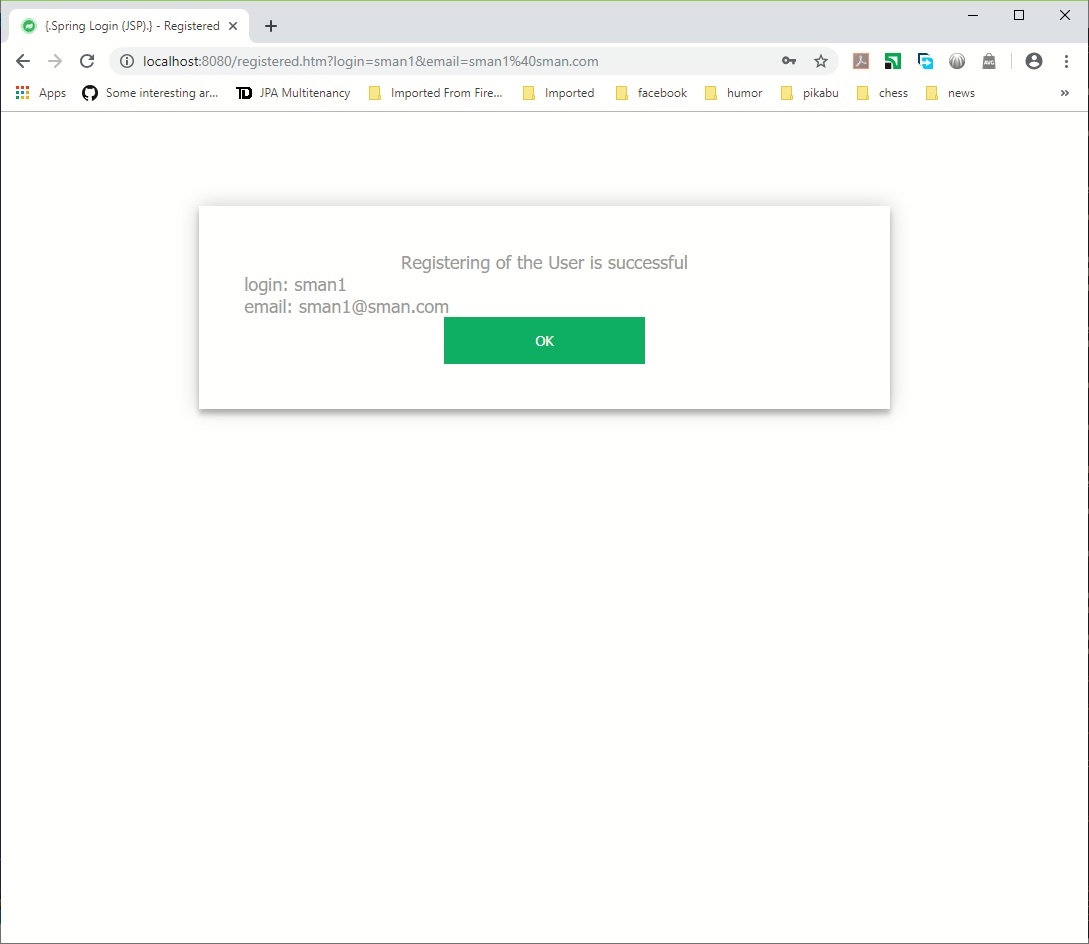 {.Spring Login (JSP).} - Registered
localhost:8080/registered.htm?login=sman1&email=sman1%40sman.com
Apps Some interesting ar... TD JPA Multitenancy Imported From Fire... Imported facebook humor pikabu chess news »
Registering of the User is successful
login: sman1
email: sman1@sman.com
OK